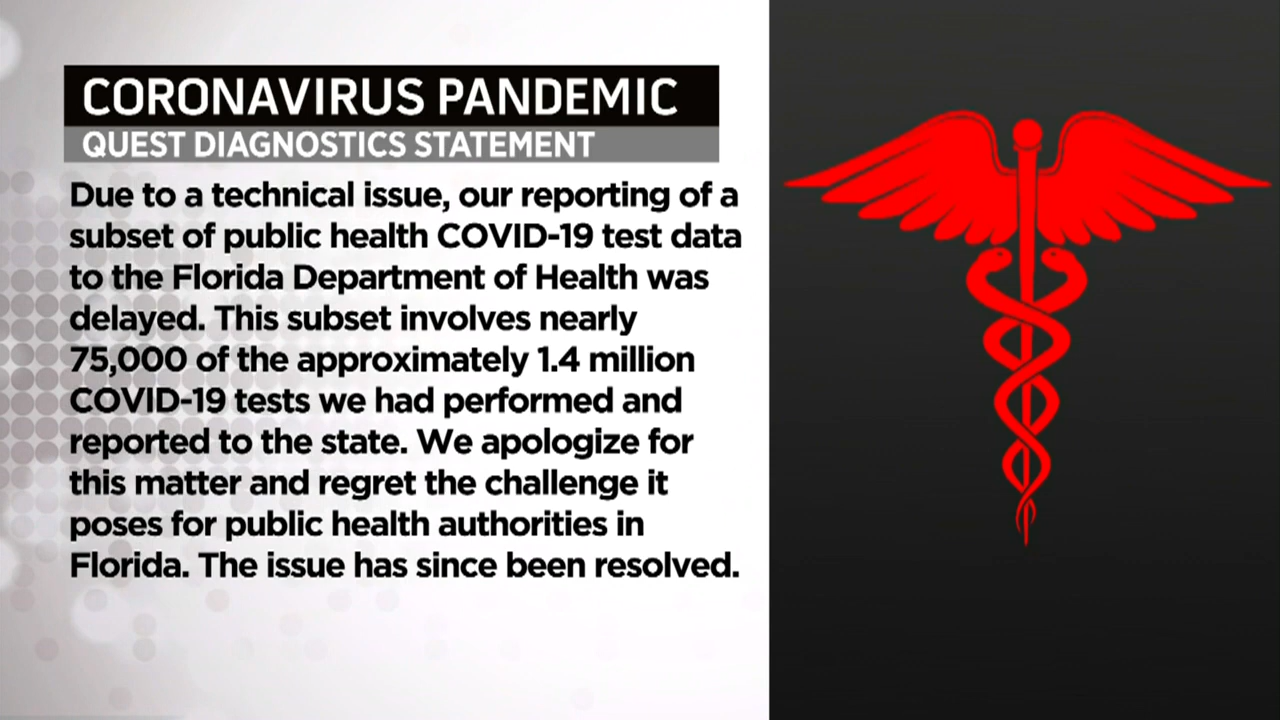 CORONAVIRUS PANDEMIC
QUEST DIAGNOSTICS STATEMENT
Due to a technical issue, our reporting of a
subset of public health COVID-19 test data
to the Florida Department of Health was
delayed. This subset involves nearly
75,000 of the approximately 1.4 million
COVID-19 tests we had performed and
reported to the state. We apologize for
this matter and regret the challenge it
poses for public health authorities in
Florida. The issue has since been resolved.